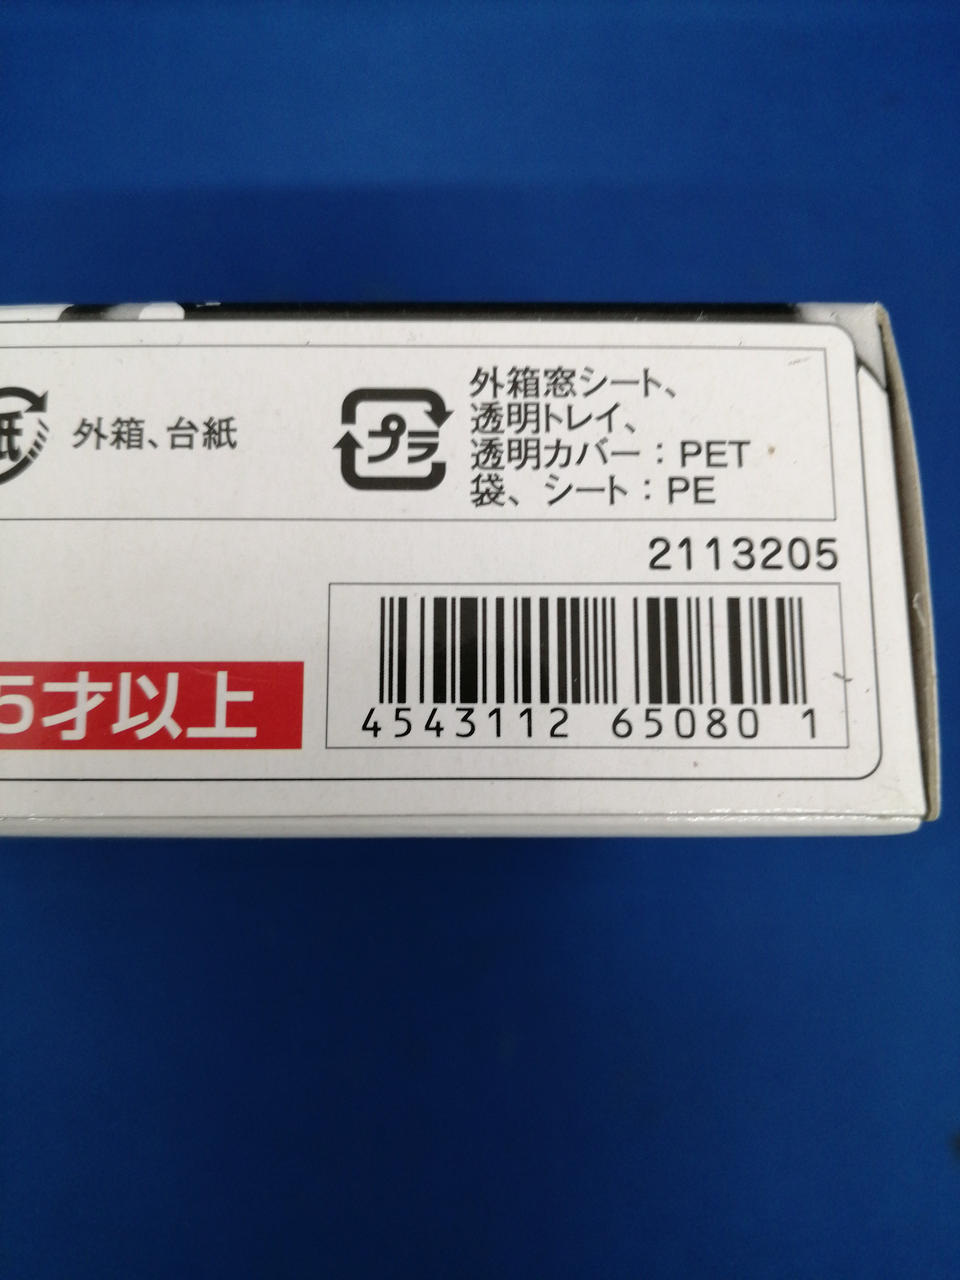 紙
外箱、台紙
プラ
外箱窓シート、
透明トレイ、
透明カバー：PET
袋、シート：PE
2113205
5才以上
4543112 65080 1